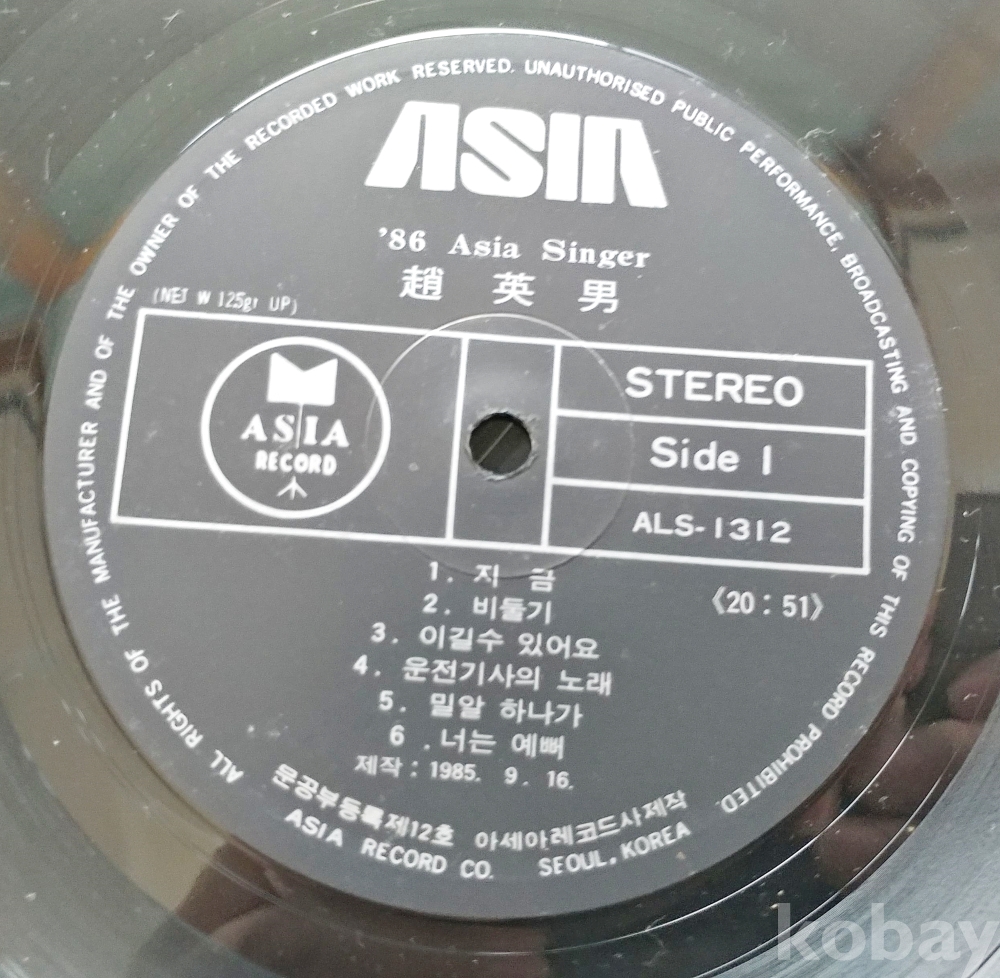 ALL RIGHTS OF THE MANUFACTURER AND OF THE OWNER OF THE RECORDED WORK RESERVED. UNAUTHORISED PUBLIC PERFORMANCE, BROADCASTING AND COPYING OF THIS RECORD PROHIBITED.
ASIA
'86 Asia Singer
趙 英 男
(NET W 125gr UP)
ASIA
RECORD
STEREO
Side 1
ALS-1312
《20 : 51》
1. 지 금
2. 비둘기
3. 이길수 있어요
4. 운전기사의 노래
5. 밀알 하나가
6 .너는 예뻐
제작 : 1985. 9. 16.
문공부등록제12호 아세아레코드사제작
ASIA RECORD CO. SEOUL, KOREA
kobay